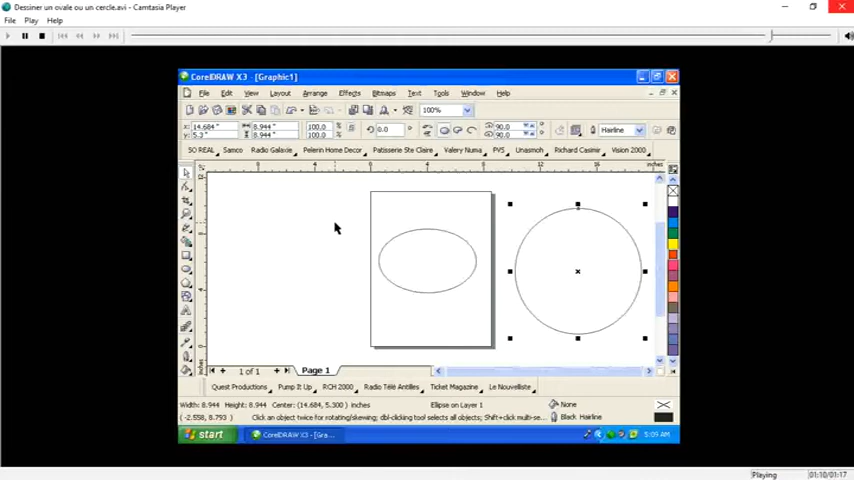 Dessiner un ovale ou un cercle.avi - Camtasia Player
File Play Help
CorelDRAW X3 - [Graphic1]
File Edit View Layout Arrange Effects Bitmaps Text Tools Window Help
100%
x: 14.684 " 8.944 " 100.0 % 0.0 ° 90.0 Hairline
y: 5.3 " 8.944 " 100.0 % 90.0
SO REAL Samco Radio Galaxie Pelerin Home Decor Patisserie Ste Claire Valery Numa PVS Unasmoh Richard Casimir Vision 2000
4 0 4 8 12 16 inches
1 of 1 Page 1
Quest Productions Pump It Up RCH 2000 Radio Télé Antilles Ticket Magazine Le Nouvelliste
Width: 8.944 Height: 8.944 Center: (14.684, 5.300) inches Ellipse on Layer 1 None
(-2.558, 8.793) Click an object twice for rotating/skewing; dbl-clicking tool selects all objects; Shift+click multi-se... Black Hairline
start CorelDRAW X3 - [Gra... 5:09 AM
Playing 01:10/01:17